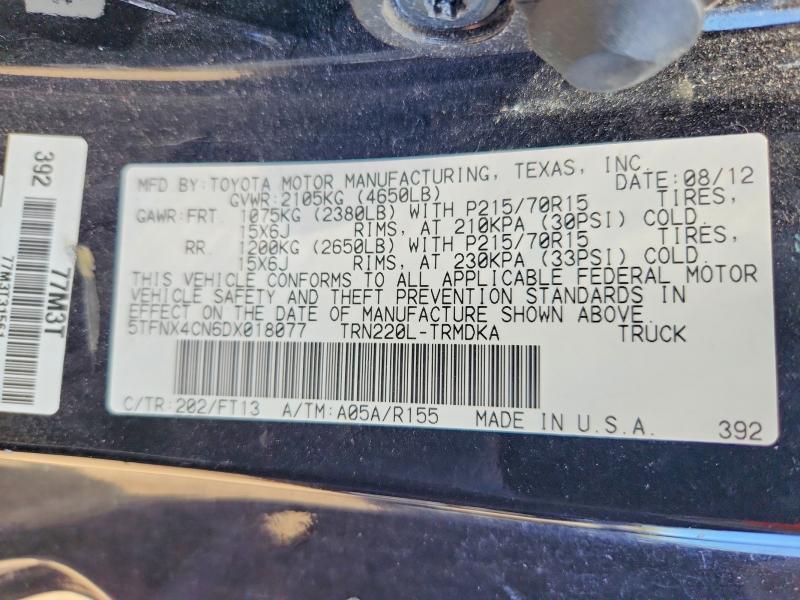 MFD BY:TOYOTA MOTOR MANUFACTURING, TEXAS, INC.
GVWR:2105KG (4650LB) DATE: 08/12
GAWR:FRT. 1075KG (2380LB) WITH P215/70R15 TIRES,
15X6J RIMS, AT 210KPA (30PSI) COLD.
RR. 1200KG (2650LB) WITH P215/70R15 TIRES,
15X6J RIMS, AT 230KPA (33PSI) COLD.
THIS VEHICLE CONFORMS TO ALL APPLICABLE FEDERAL MOTOR
VEHICLE SAFETY AND THEFT PREVENTION STANDARDS IN
EFFECT ON THE DATE OF MANUFACTURE SHOWN ABOVE.
5TFNX4CN6DX018077 TRN220L-TRMDKA TRUCK
C/TR:202/FT13 A/TM:A05A/R155 MADE IN U.S.A.
392
392
77M3T
77M3T31561